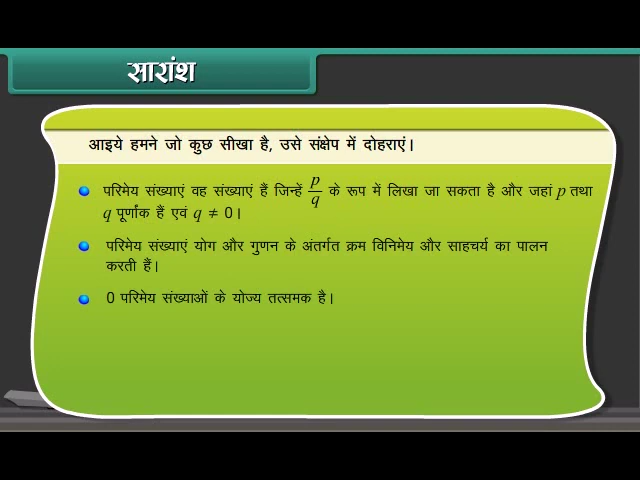 सारांश
आइये हमने जो कुछ सीखा है, उसे संक्षेप में दोहराएं।
परिमेय संख्याएं वह संख्याएं हैं जिन्हें p/q के रूप में लिखा जा सकता है और जहां p तथा
q पूर्णांक हैं एवं q ≠ 0।
परिमेय संख्याएं योग और गुणन के अंतर्गत क्रम विनिमेय और साहचर्य का पालन
करती हैं।
0 परिमेय संख्याओं के योज्य तत्समक है।